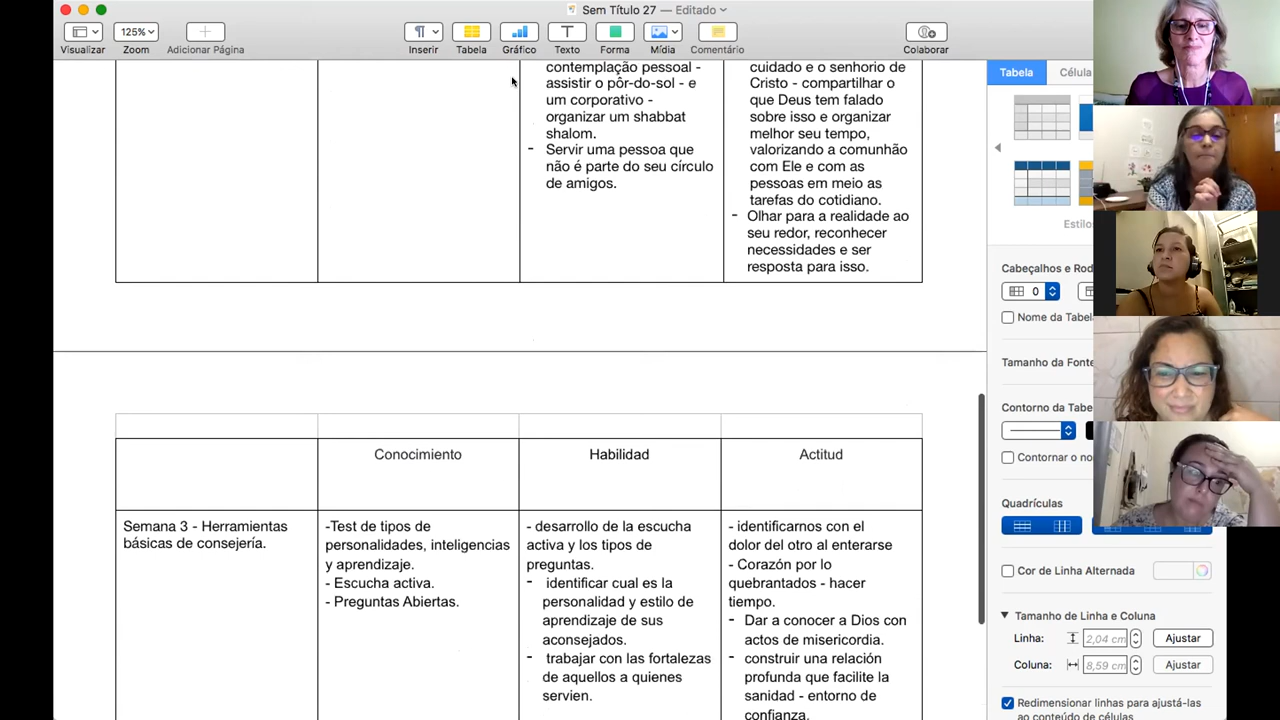 Sem Título 27 — Editado
125%
Visualizar
Zoom
Adicionar Página
Inserir
Tabela
Gráfico
Texto
Forma
Mídia
Comentário
Colaborar
contemplação pessoal -
assistir o pôr-do-sol - e
um corporativo -
organizar um shabbat
shalom.
- Servir uma pessoa que
não é parte do seu círculo
de amigos.
cuidado e o senhorio de
Cristo - compartilhar o
que Deus tem falado
sobre isso e organizar
melhor seu tempo,
valorizando a comunhão
com Ele e com as
pessoas em meio as
tarefas do cotidiano.
- Olhar para a realidade ao
seu redor, reconhecer
necessidades e ser
resposta para isso.
Conocimiento
Habilidad
Actitud
Semana 3 - Herramientas
básicas de consejería.
-Test de tipos de
personalidades, inteligencias
y aprendizaje.
- Escucha activa.
- Preguntas Abiertas.
- desarrollo de la escucha
activa y los tipos de
preguntas.
- identificar cual es la
personalidad y estilo de
aprendizaje de sus
aconsejados.
- trabajar con las fortalezas
de aquellos a quienes
servien.
- identificarnos con el
dolor del otro al enterarse
- Corazón por lo
quebrantados - hacer
tiempo.
- Dar a conocer a Dios con
actos de misericordia.
- construir una relación
profunda que facilite la
sanidad - entorno de
confianza.
Tabela
Célula
Estilo
Cabeçalhos e Rod
0
Nome da Tabe
Tamanho da Fonte
Contorno da Tabe
Contornar o no
Quadrículas
Cor de Linha Alternada
Tamanho de Linha e Coluna
Linha:
2,04 cm
Ajustar
Coluna:
8,59 cm
Ajustar
Redimensionar linhas para ajustá-las
ao conteúdo de células